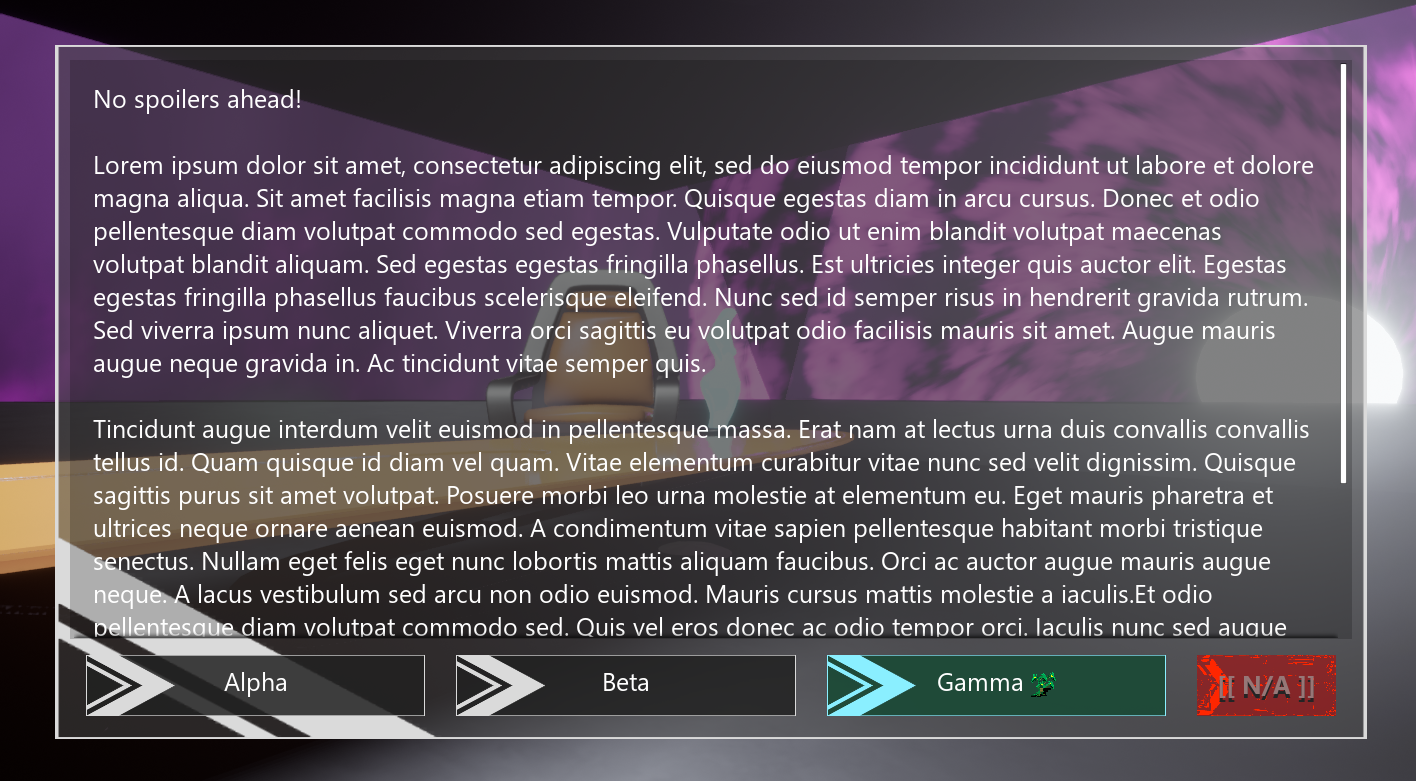 No spoilers ahead!
Lorem ipsum dolor sit amet, consectetur adipiscing elit, sed do eiusmod tempor incididunt ut labore et dolore
magna aliqua. Sit amet facilisis magna etiam tempor. Quisque egestas diam in arcu cursus. Donec et odio
pellentesque diam volutpat commodo sed egestas. Vulputate odio ut enim blandit volutpat maecenas
volutpat blandit aliquam. Sed egestas egestas fringilla phasellus. Est ultricies integer quis auctor elit. Egestas
egestas fringilla phasellus faucibus scelerisque eleifend. Nunc sed id semper risus in hendrerit gravida rutrum.
Sed viverra ipsum nunc aliquet. Viverra orci sagittis eu volutpat odio facilisis mauris sit amet. Augue mauris
augue neque gravida in. Ac tincidunt vitae semper quis.
Tincidunt augue interdum velit euismod in pellentesque massa. Erat nam at lectus urna duis convallis convallis
tellus id. Quam quisque id diam vel quam. Vitae elementum curabitur vitae nunc sed velit dignissim. Quisque
sagittis purus sit amet volutpat. Posuere morbi leo urna molestie at elementum eu. Eget mauris pharetra et
ultrices neque ornare aenean euismod. A condimentum vitae sapien pellentesque habitant morbi tristique
senectus. Nullam eget felis eget nunc lobortis mattis aliquam faucibus. Orci ac auctor augue mauris augue
neque. A lacus vestibulum sed arcu non odio euismod. Mauris cursus mattis molestie a iaculis.Et odio
pellentesque diam volutpat commodo sed. Quis vel eros donec ac odio tempor orci. Iaculis nunc sed augue
Alpha
Beta
Gamma
[[ N/A ]]